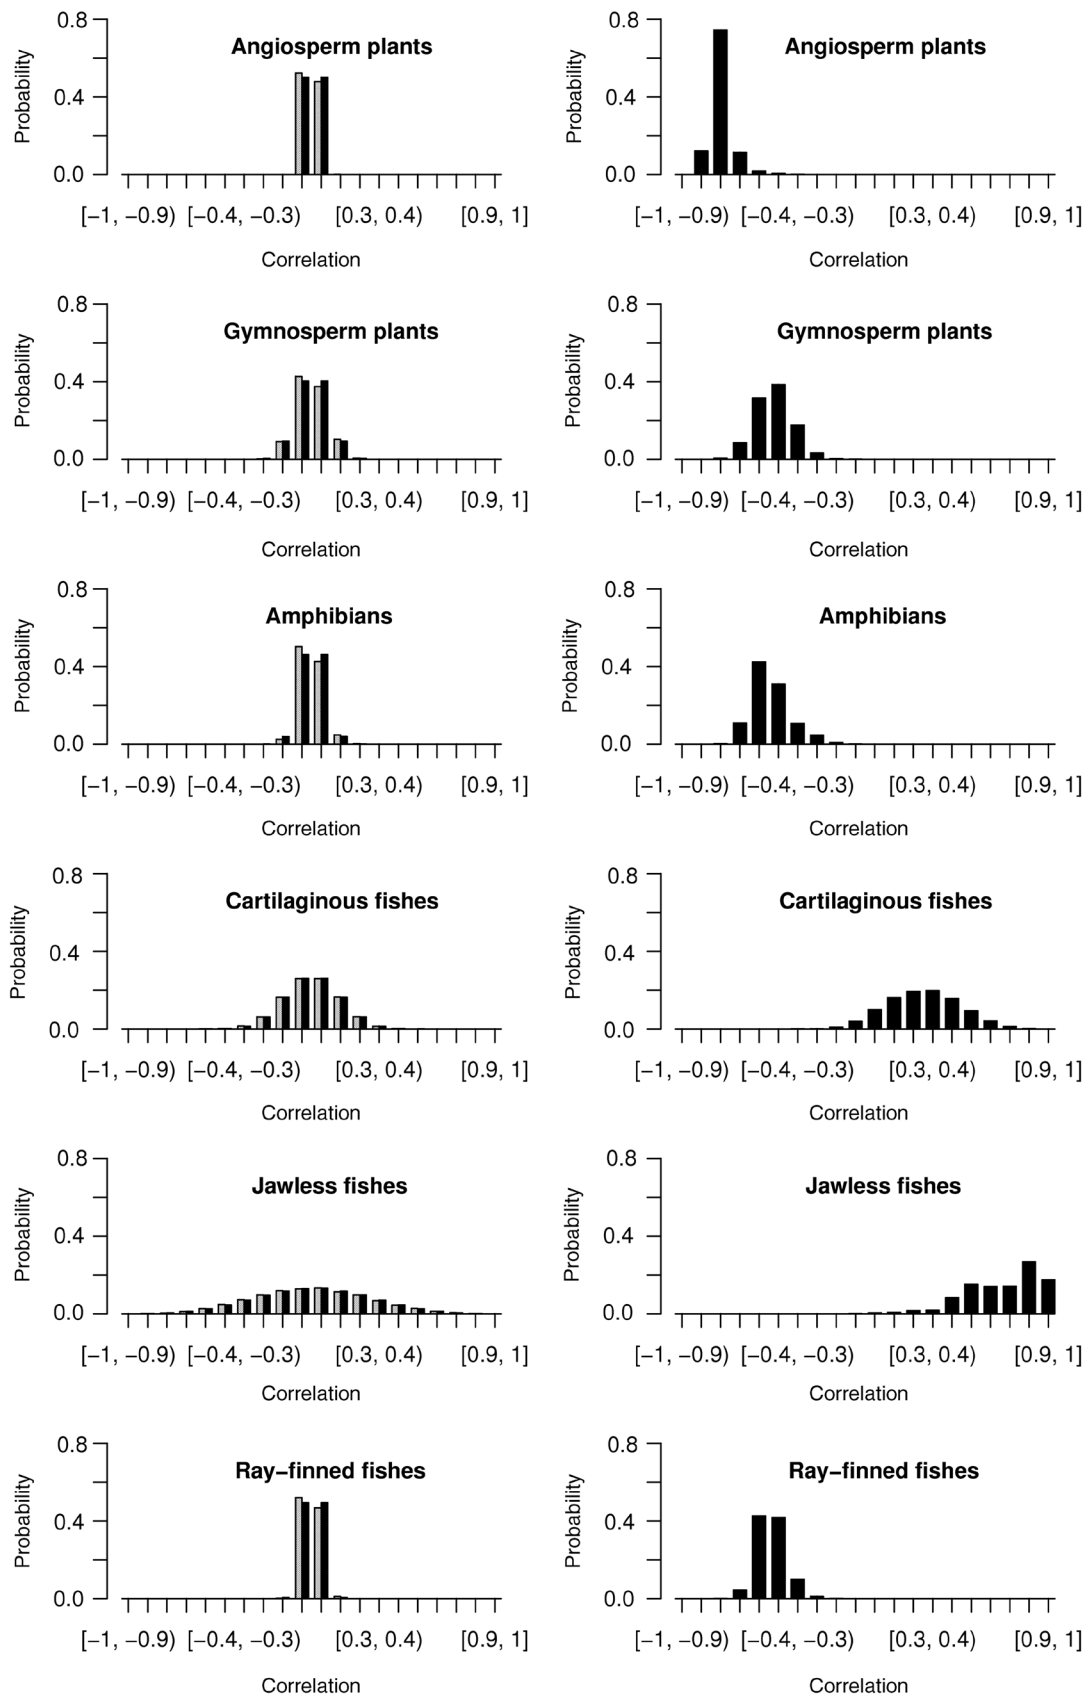 Angiosperm plants
Probability
0.8
0.4
0.0
[−1, −0.9) [−0.4, −0.3) [0.3, 0.4) [0.9, 1]
Correlation
Angiosperm plants
Probability
0.8
0.4
0.0
[−1, −0.9) [−0.4, −0.3) [0.3, 0.4) [0.9, 1]
Correlation
Gymnosperm plants
Probability
0.8
0.4
0.0
[−1, −0.9) [−0.4, −0.3) [0.3, 0.4) [0.9, 1]
Correlation
Gymnosperm plants
Probability
0.8
0.4
0.0
[−1, −0.9) [−0.4, −0.3) [0.3, 0.4) [0.9, 1]
Correlation
Amphibians
Probability
0.8
0.4
0.0
[−1, −0.9) [−0.4, −0.3) [0.3, 0.4) [0.9, 1]
Correlation
Amphibians
Probability
0.8
0.4
0.0
[−1, −0.9) [−0.4, −0.3) [0.3, 0.4) [0.9, 1]
Correlation
Cartilaginous fishes
Probability
0.8
0.4
0.0
[−1, −0.9) [−0.4, −0.3) [0.3, 0.4) [0.9, 1]
Correlation
Cartilaginous fishes
Probability
0.8
0.4
0.0
[−1, −0.9) [−0.4, −0.3) [0.3, 0.4) [0.9, 1]
Correlation
Jawless fishes
Probability
0.8
0.4
0.0
[−1, −0.9) [−0.4, −0.3) [0.3, 0.4) [0.9, 1]
Correlation
Jawless fishes
Probability
0.8
0.4
0.0
[−1, −0.9) [−0.4, −0.3) [0.3, 0.4) [0.9, 1]
Correlation
Ray−finned fishes
Probability
0.8
0.4
0.0
[−1, −0.9) [−0.4, −0.3) [0.3, 0.4) [0.9, 1]
Correlation
Ray−finned fishes
Probability
0.8
0.4
0.0
[−1, −0.9) [−0.4, −0.3) [0.3, 0.4) [0.9, 1]
Correlation